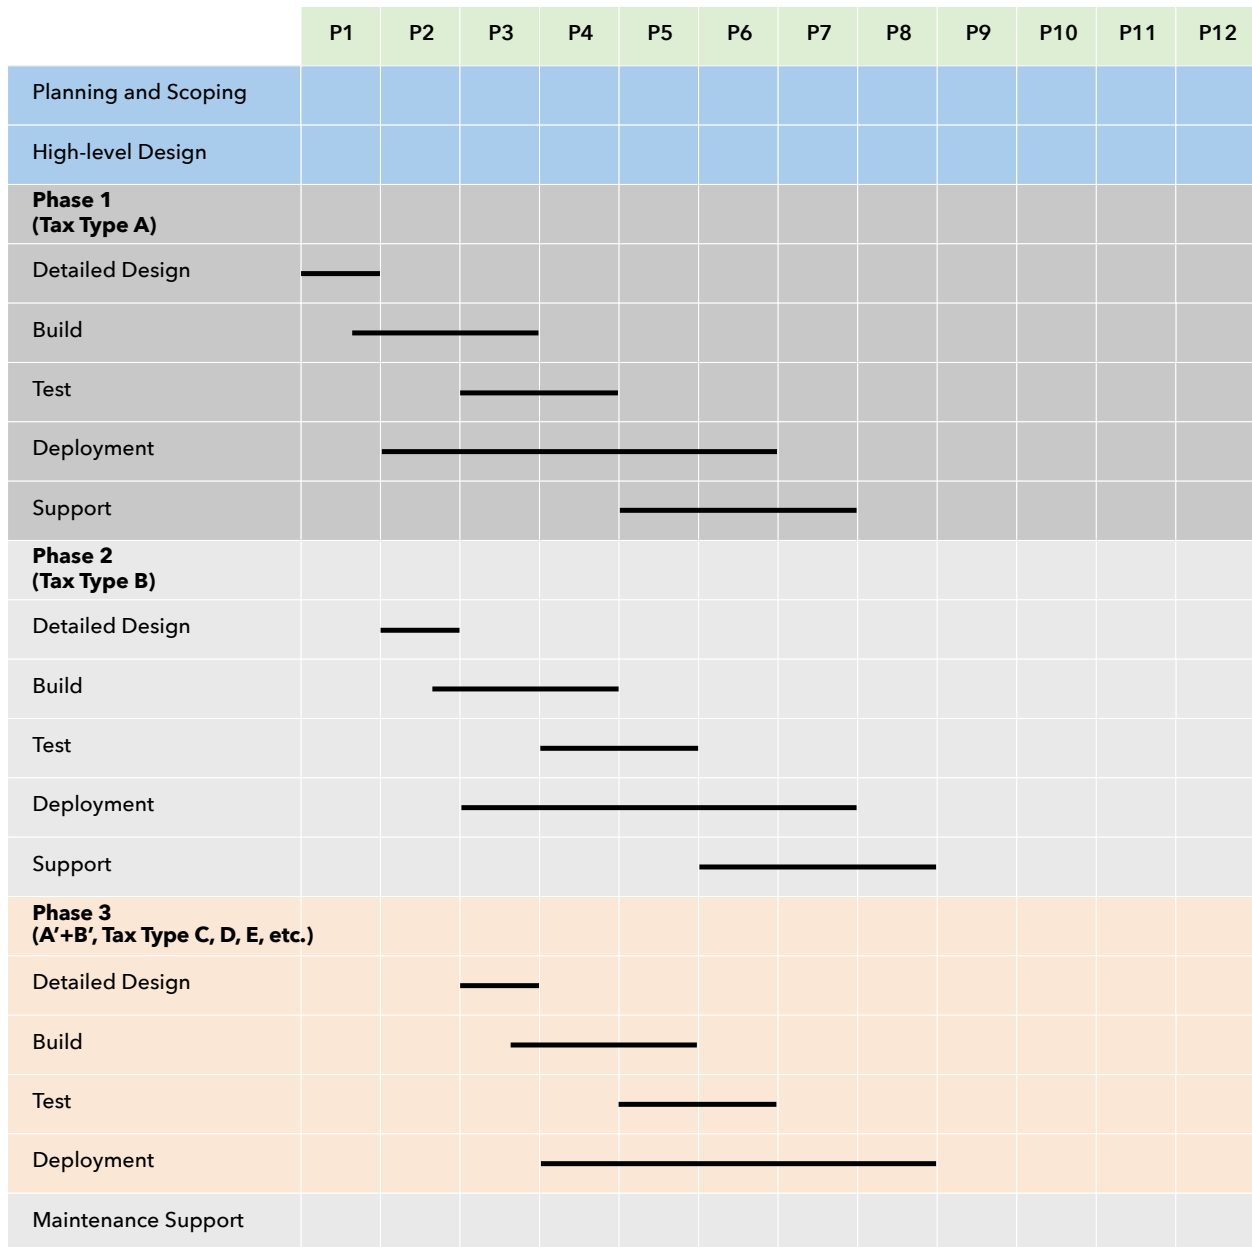 P1 P2 P3 P4 P5 P6 P7 P8 P9 P10 P11 P12
Planning and Scoping
High-level Design
Phase 1
(Tax Type A)
Detailed Design
Build
Test
Deployment
Support
Phase 2
(Tax Type B)
Detailed Design
Build
Test
Deployment
Support
Phase 3
(A’+B’, Tax Type C, D, E, etc.)
Detailed Design
Build
Test
Deployment
Maintenance Support